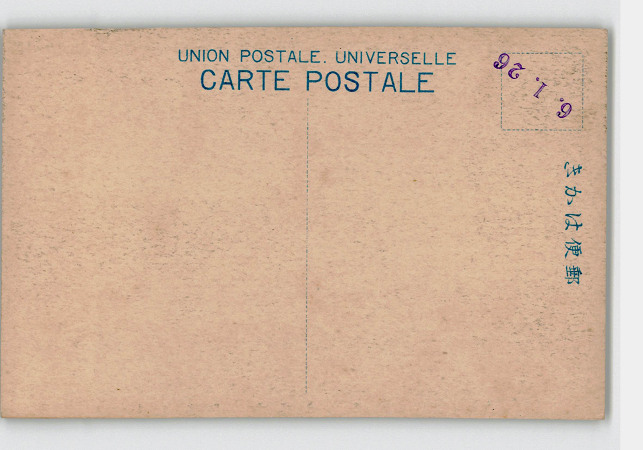 UNION POSTALE. UNIVERSELLE
CARTE POSTALE
6. 1. 26
きかは便郵